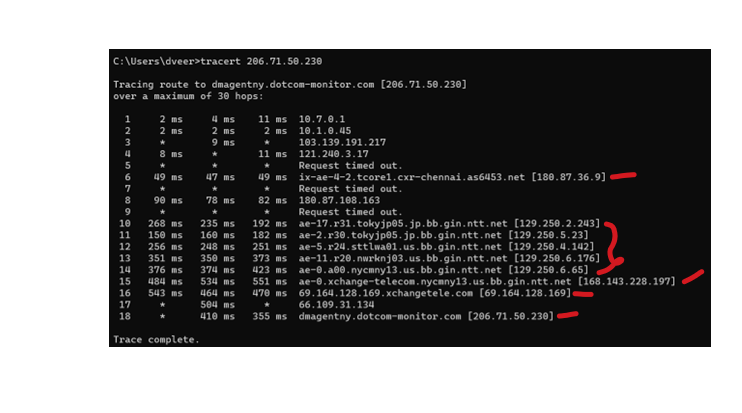 C:\Users\dveer>tracert 206.71.50.230
Tracing route to dmagentny.dotcom-monitor.com [206.71.50.230]
over a maximum of 30 hops:
1 2 ms 4 ms 11 ms 10.7.0.1
2 2 ms 2 ms 2 ms 10.1.0.45
3 * 9 ms * 103.139.191.217
4 8 ms * 11 ms 121.240.3.17
5 * * * Request timed out.
6 49 ms 47 ms 49 ms ix-ae-4-2.tcore1.cxr-chennai.as6453.net [180.87.36.9]
7 * * * Request timed out.
8 90 ms 78 ms 82 ms 180.87.108.163
9 * * * Request timed out.
10 268 ms 235 ms 192 ms ae-17.r31.tokyjp05.jp.bb.gin.ntt.net [129.250.2.243]
11 150 ms 160 ms 182 ms ae-2.r30.tokyjp05.jp.bb.gin.ntt.net [129.250.5.23]
12 256 ms 248 ms 251 ms ae-5.r24.sttlwa01.us.bb.gin.ntt.net [129.250.4.142]
13 351 ms 350 ms 373 ms ae-11.r20.nwrknj03.us.bb.gin.ntt.net [129.250.6.176]
14 376 ms 374 ms 423 ms ae-0.a00.nycmny13.us.bb.gin.ntt.net [129.250.6.65]
15 484 ms 534 ms 551 ms ae-0.xchange-telecom.nycmny13.us.bb.gin.ntt.net [168.143.228.197]
16 543 ms 464 ms 470 ms 69.164.128.169.xchangetele.com [69.164.128.169]
17 * 504 ms * 66.109.31.134
18 * 410 ms 355 ms dmagentny.dotcom-monitor.com [206.71.50.230]
Trace complete.